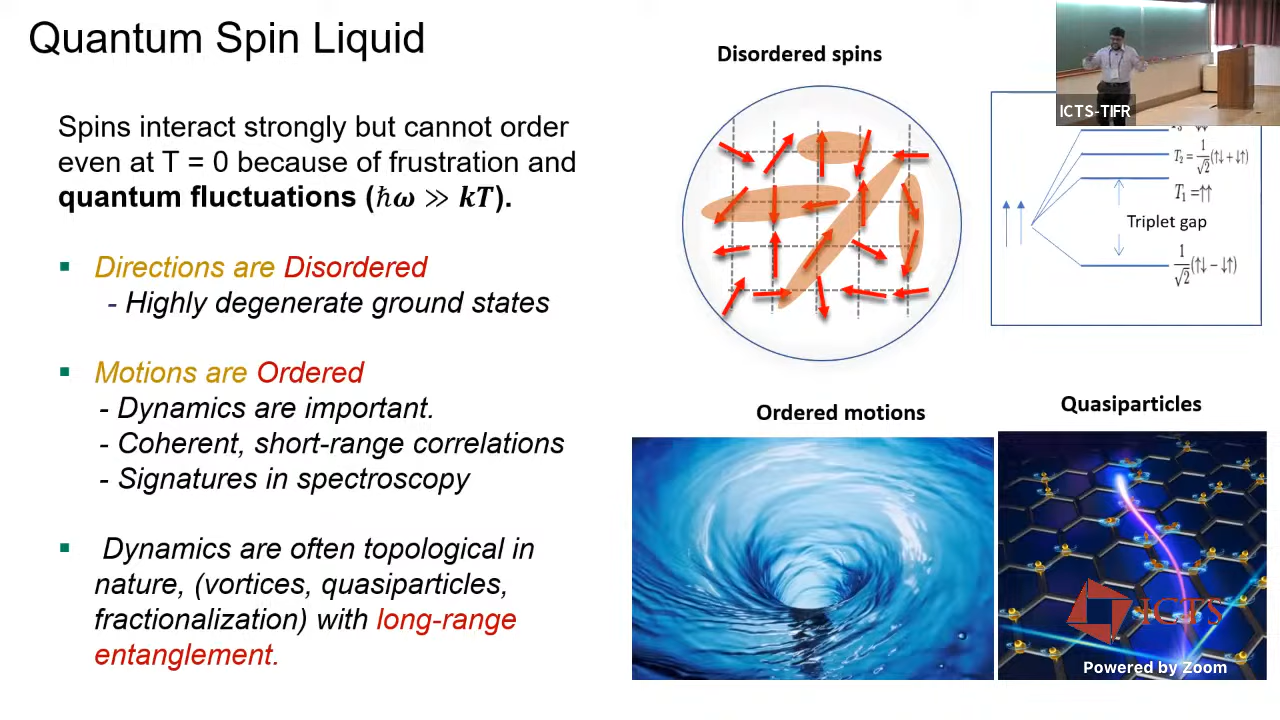 Quantum Spin Liquid
Spins interact strongly but cannot order
even at T = 0 because of frustration and
quantum fluctuations (ℏω ≫ kT).
▪ Directions are Disordered
- Highly degenerate ground states
▪ Motions are Ordered
- Dynamics are important.
- Coherent, short-range correlations
- Signatures in spectroscopy
▪ Dynamics are often topological in
nature, (vortices, quasiparticles,
fractionalization) with long-range
entanglement.
Disordered spins
ICTS-TIFR
T₂ = 1/√2 (↑↓+↓↑)
T₁ =↑↑
Triplet gap
1/√2 (↑↓−↓↑)
Ordered motions
Quasiparticles
ICTS
Powered by Zoom